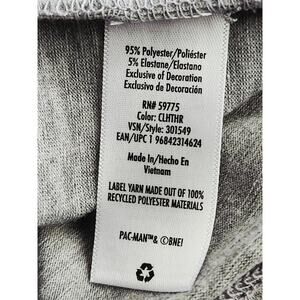 95% Polyester/Poliéster
5% Elastane/Elastano
Exclusive of Decoration
Exclusivo de Decoración
RN# 59775
Color: CLHTHR
VSN/Style: 301549
EAN/UPC 1 96842314624
Made In/Hecho En
Vietnam
LABEL YARN MADE OUT OF 100%
RECYCLED POLYESTER MATERIALS
PAC-MAN™& ©BNEI